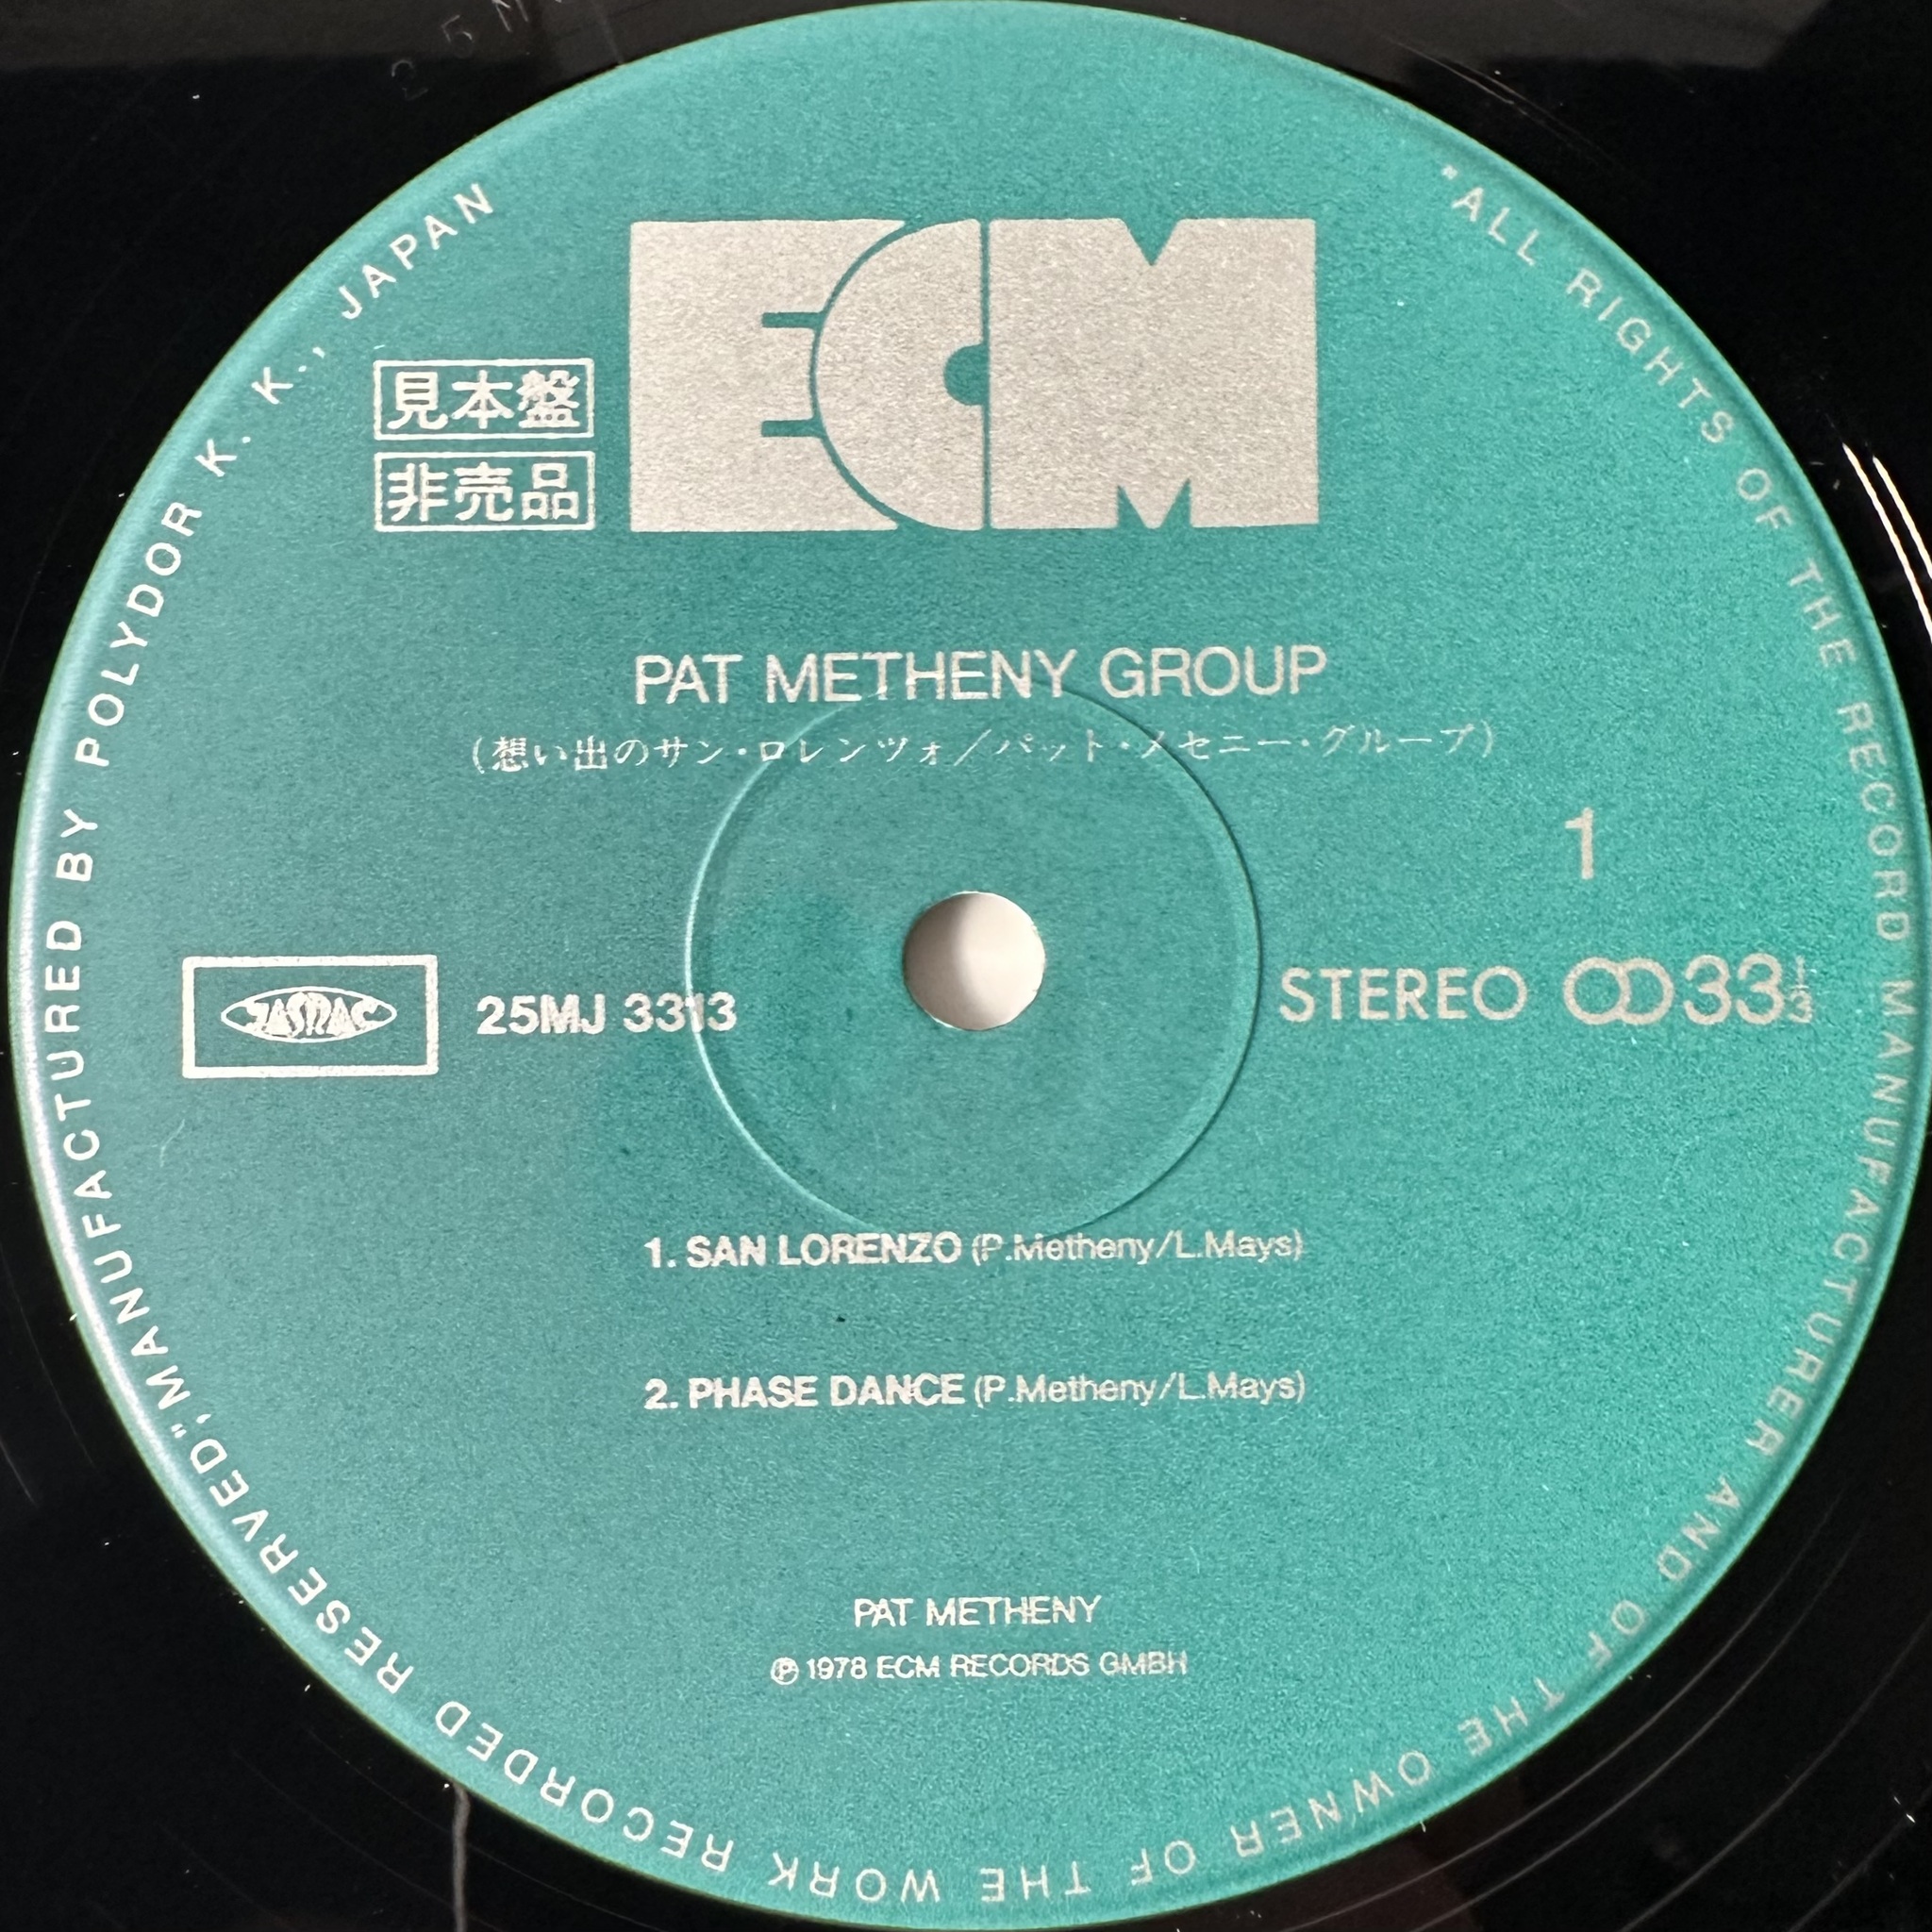 ECM
見本盤
非売品
PAT METHENY GROUP
(想い出のサン・ロレンツォ／パット・メセニー・グループ)
1
JASRAC
25MJ 3313
STEREO 33⅓
1. SAN LORENZO (P.Metheny/L.Mays)
2. PHASE DANCE (P.Metheny/L.Mays)
PAT METHENY
℗ 1978 ECM RECORDS GMBH
"ALL RIGHTS OF THE RECORD MANUFACTURER AND OF THE OWNER OF THE WORK RECORDED RESERVED," MANUFACTURED BY POLYDOR K. K., JAPAN